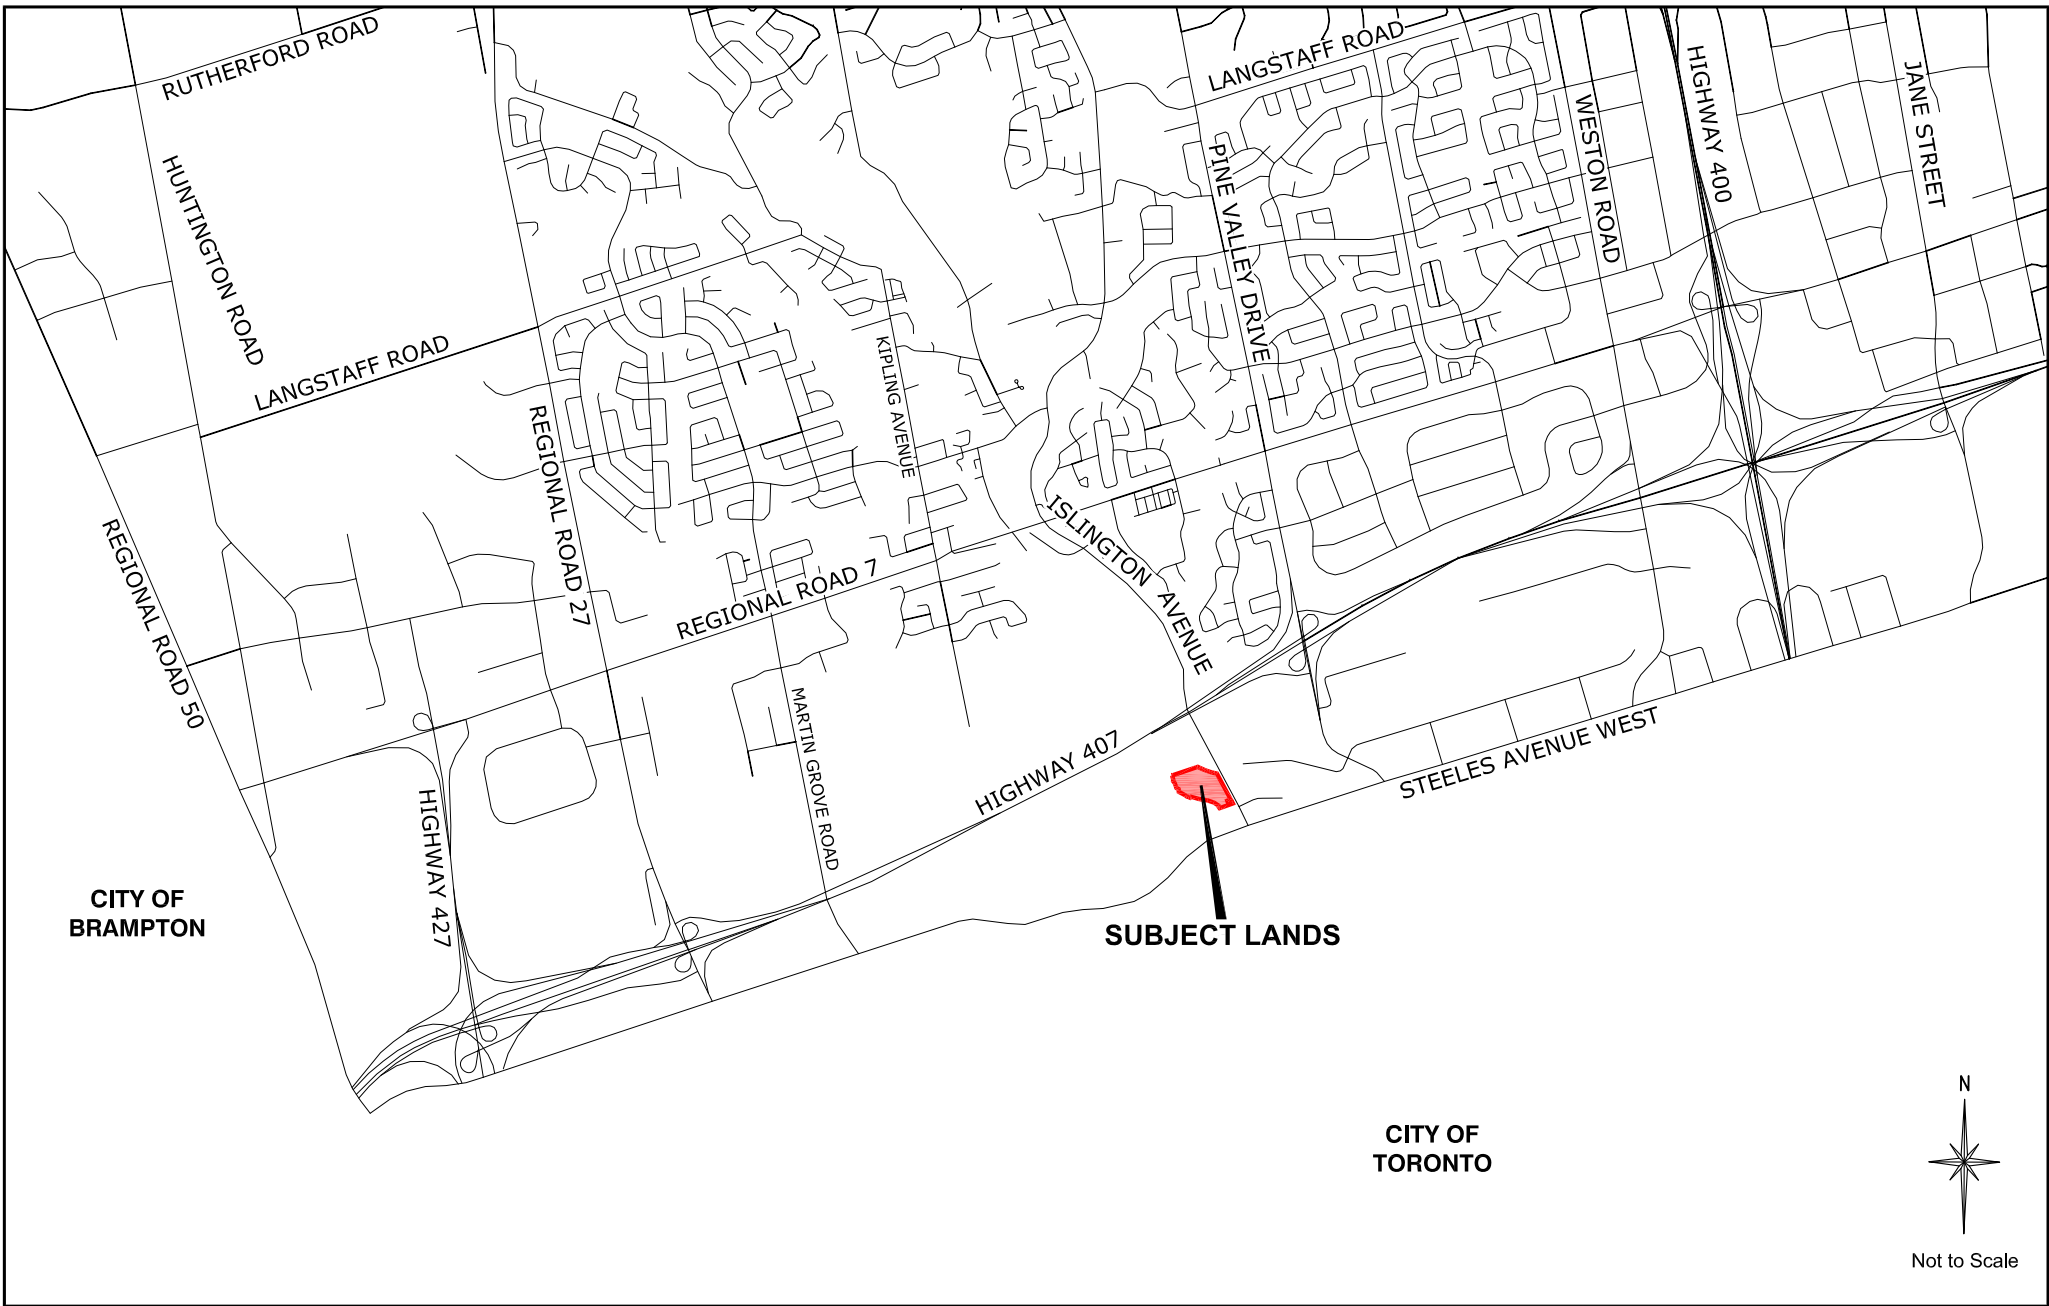 RUTHERFORD ROAD
LANGSTAFF ROAD
HIGHWAY 400
JANE STREET
WESTON ROAD
HUNTINGTON ROAD
PINE VALLEY DRIVE
LANGSTAFF ROAD
KIPLING AVENUE
REGIONAL ROAD 27
ISLINGTON AVENUE
REGIONAL ROAD 50
REGIONAL ROAD 7
MARTIN GROVE ROAD
HIGHWAY 407
STEELES AVENUE WEST
HIGHWAY 427
CITY OF
BRAMPTON
SUBJECT LANDS
CITY OF
TORONTO
N
Not to Scale